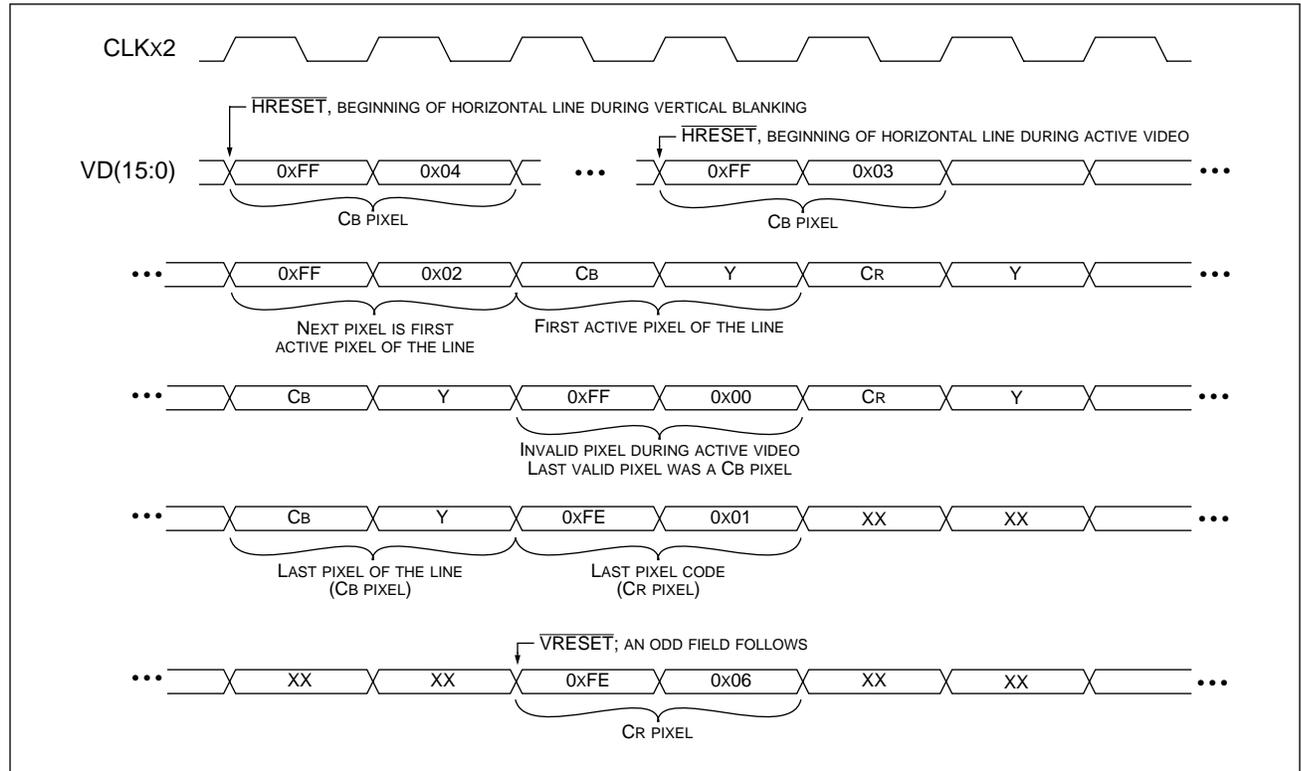 CLKx2
HRESET, BEGINNING OF HORIZONTAL LINE DURING VERTICAL BLANKING
HRESET, BEGINNING OF HORIZONTAL LINE DURING ACTIVE VIDEO
VD(15:0) 0xFF 0x04 ••• 0xFF 0x03 •••
CB PIXEL CB PIXEL
••• 0xFF 0x02 CB Y CR Y •••
NEXT PIXEL IS FIRST
ACTIVE PIXEL OF THE LINE
FIRST ACTIVE PIXEL OF THE LINE
••• CB Y 0xFF 0x00 CR Y •••
INVALID PIXEL DURING ACTIVE VIDEO
LAST VALID PIXEL WAS A CB PIXEL
••• CB Y 0xFE 0x01 XX XX •••
LAST PIXEL OF THE LINE
(CB PIXEL)
LAST PIXEL CODE
(CR PIXEL)
VRESET; AN ODD FIELD FOLLOWS
••• XX XX 0xFE 0x06 XX XX •••
CR PIXEL